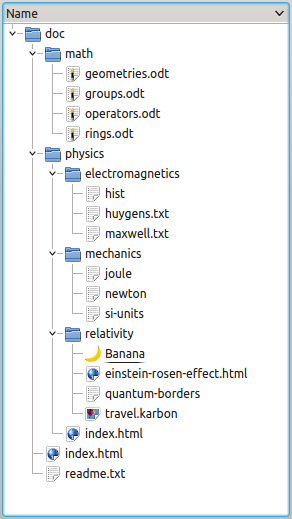 Name
doc
math
geometries.odt
groups.odt
operators.odt
rings.odt
physics
electromagnetics
hist
huygens.txt
maxwell.txt
mechanics
joule
newton
si-units
relativity
Banana
einstein-rosen-effect.html
quantum-borders
travel.karbon
index.html
index.html
readme.txt